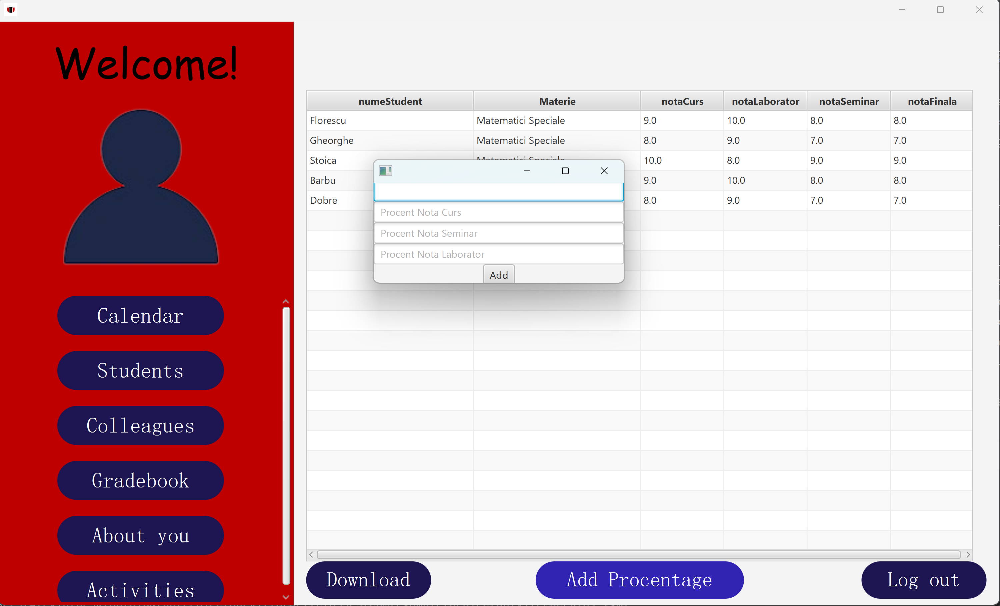 Welcome!
Calendar
Students
Colleagues
Gradebook
About you
Activities
numeStudent Materie notaCurs notaLaborator notaSeminar notaFinala
Florescu Matematici Speciale 9.0 10.0 8.0 8.0
Gheorghe Matematici Speciale 8.0 9.0 7.0 7.0
Stoica Matematici Speciale 10.0 8.0 9.0 9.0
Barbu 9.0 10.0 8.0 8.0
Dobre 8.0 9.0 7.0 7.0
Procent Nota Curs
Procent Nota Seminar
Procent Nota Laborator
Add
Download Add Procentage Log out